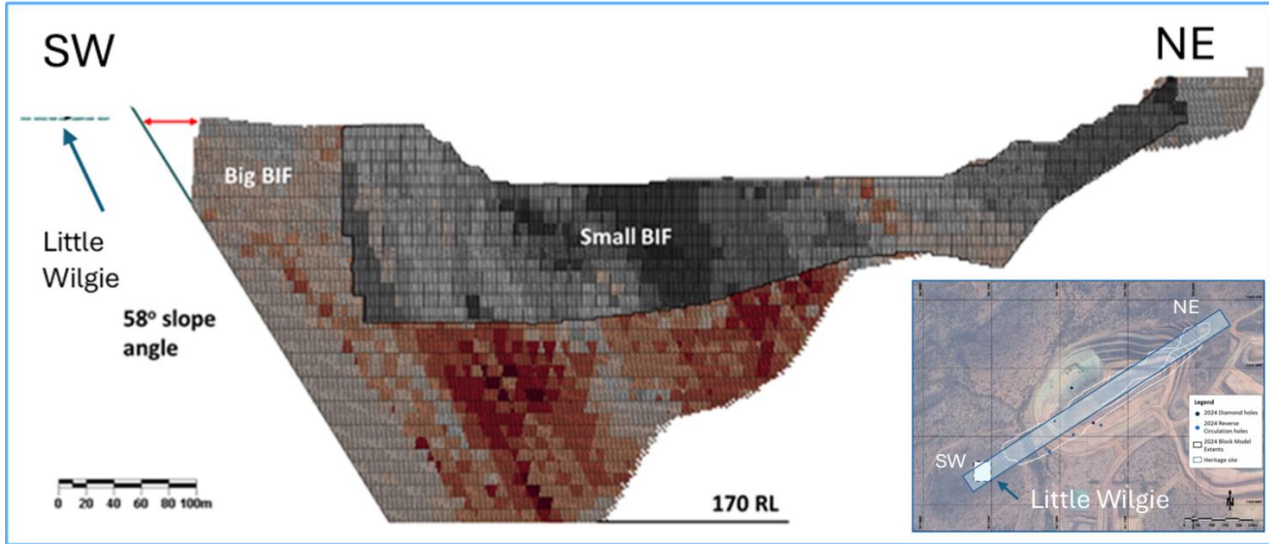 SW
NE
Big BIF
Small BIF
Little
Wilgie
58° slope
angle
0 20 40 60 80 100m
170 RL
NE
Legend
2024 Diamond holes
2024 Reverse
Circulation holes
2024 Block Model
Extents
Heritage site
SW
Little Wilgie
N